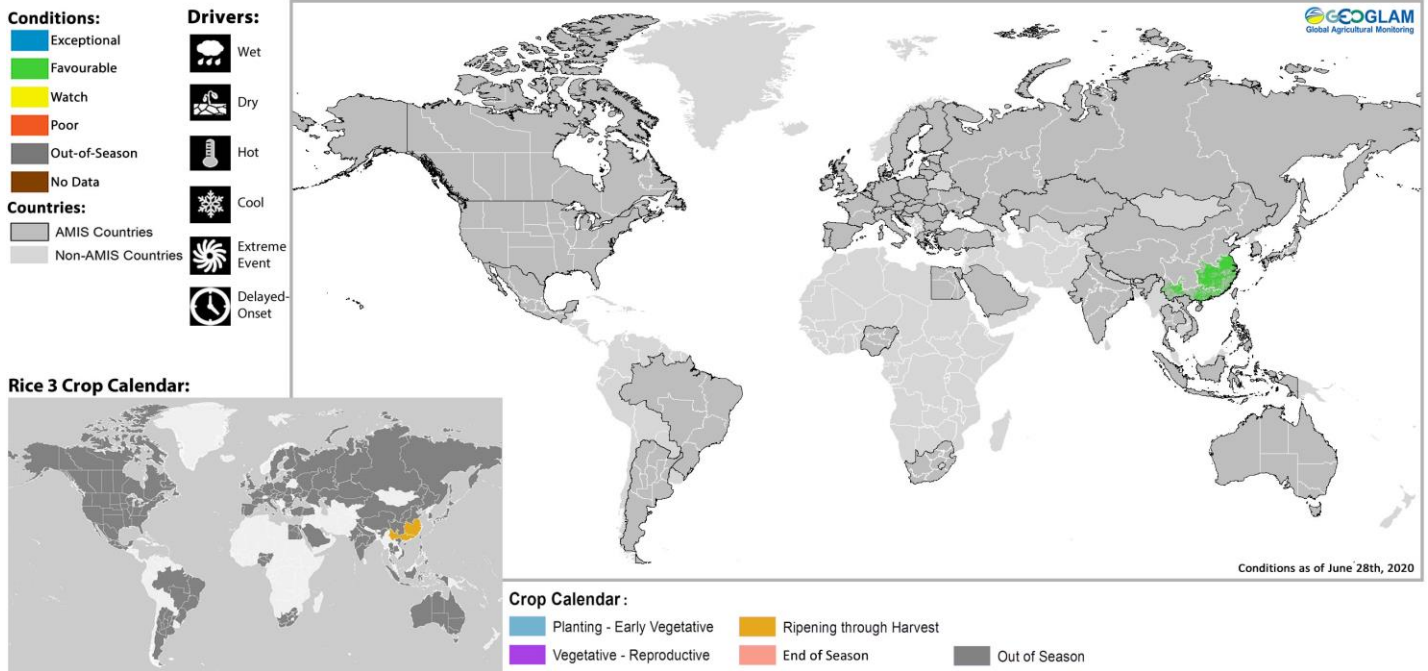 Conditions:
Exceptional
Favourable
Watch
Poor
Out-of-Season
No Data
Countries:
AMIS Countries
Non-AMIS Countries
Drivers:
Wet
Dry
Hot
Cool
Extreme
Event
Delayed-
Onset
GEOGLAM
Global Agricultural Monitoring
Conditions as of June 28th, 2020
Rice 3 Crop Calendar:
Crop Calendar :
Planting - Early Vegetative
Ripening through Harvest
Vegetative - Reproductive
End of Season
Out of Season